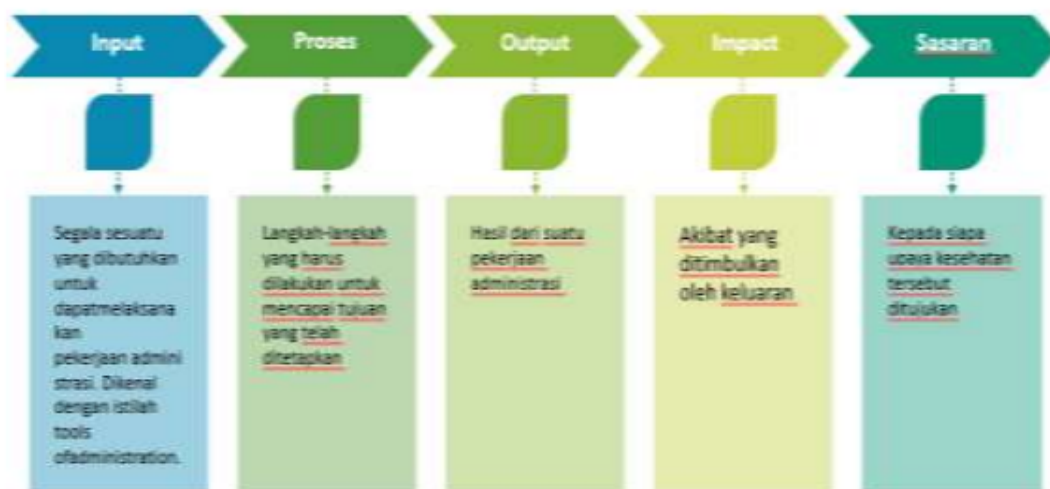 Input
Proses
Output
Impact
Sasaran
Segala sesuatu
yang dibutuhkan
untuk
dapatmelaksana
kan
pekerjaan admini
strasi. Dikenal
dengan istilah
tools
ofadministration.
Langkah-langkah
yang harus
dilakukan untuk
mencapai tujuan
yang telah
ditetapkan
Hasil dari suatu
pekerjaan
administrasi
Akibat yang
ditimbulkan
oleh keluaran
Kepada siapa
upaya kesehatan
tersebut
ditujukan